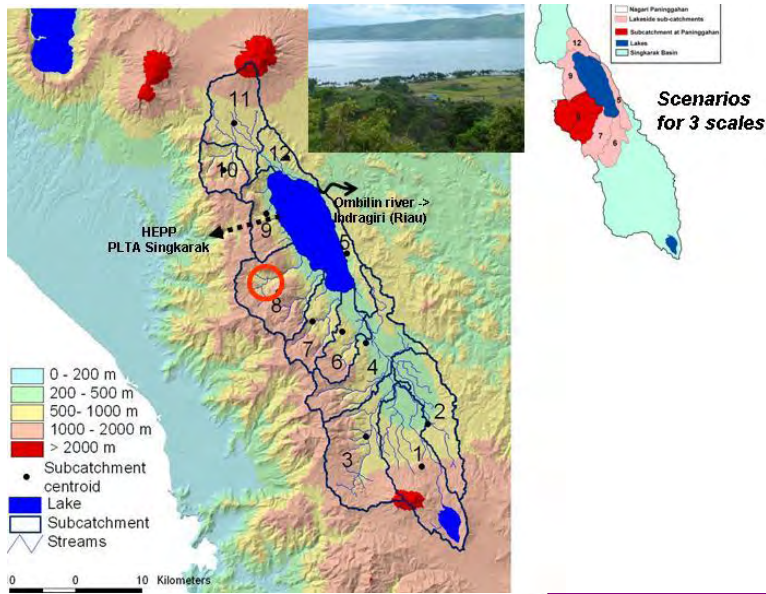 11
10
12
Ombilin river ->
Indragiri (Riau)
HEPP
PLTA Singkarak
9
5
8
7
6
4
2
3
1
0 - 200 m
200 - 500 m
500- 1000 m
1000 - 2000 m
> 2000 m
Subcatchment
centroid
Lake
Subcatchment
Streams
0 0 10 Kilometers
Nagari Paninggahan
Lakeside sub-catchments
Subcatchment at Paninggahan
Lakes
Singkarak Basin
12
9
5
7
6
Scenarios
for 3 scales